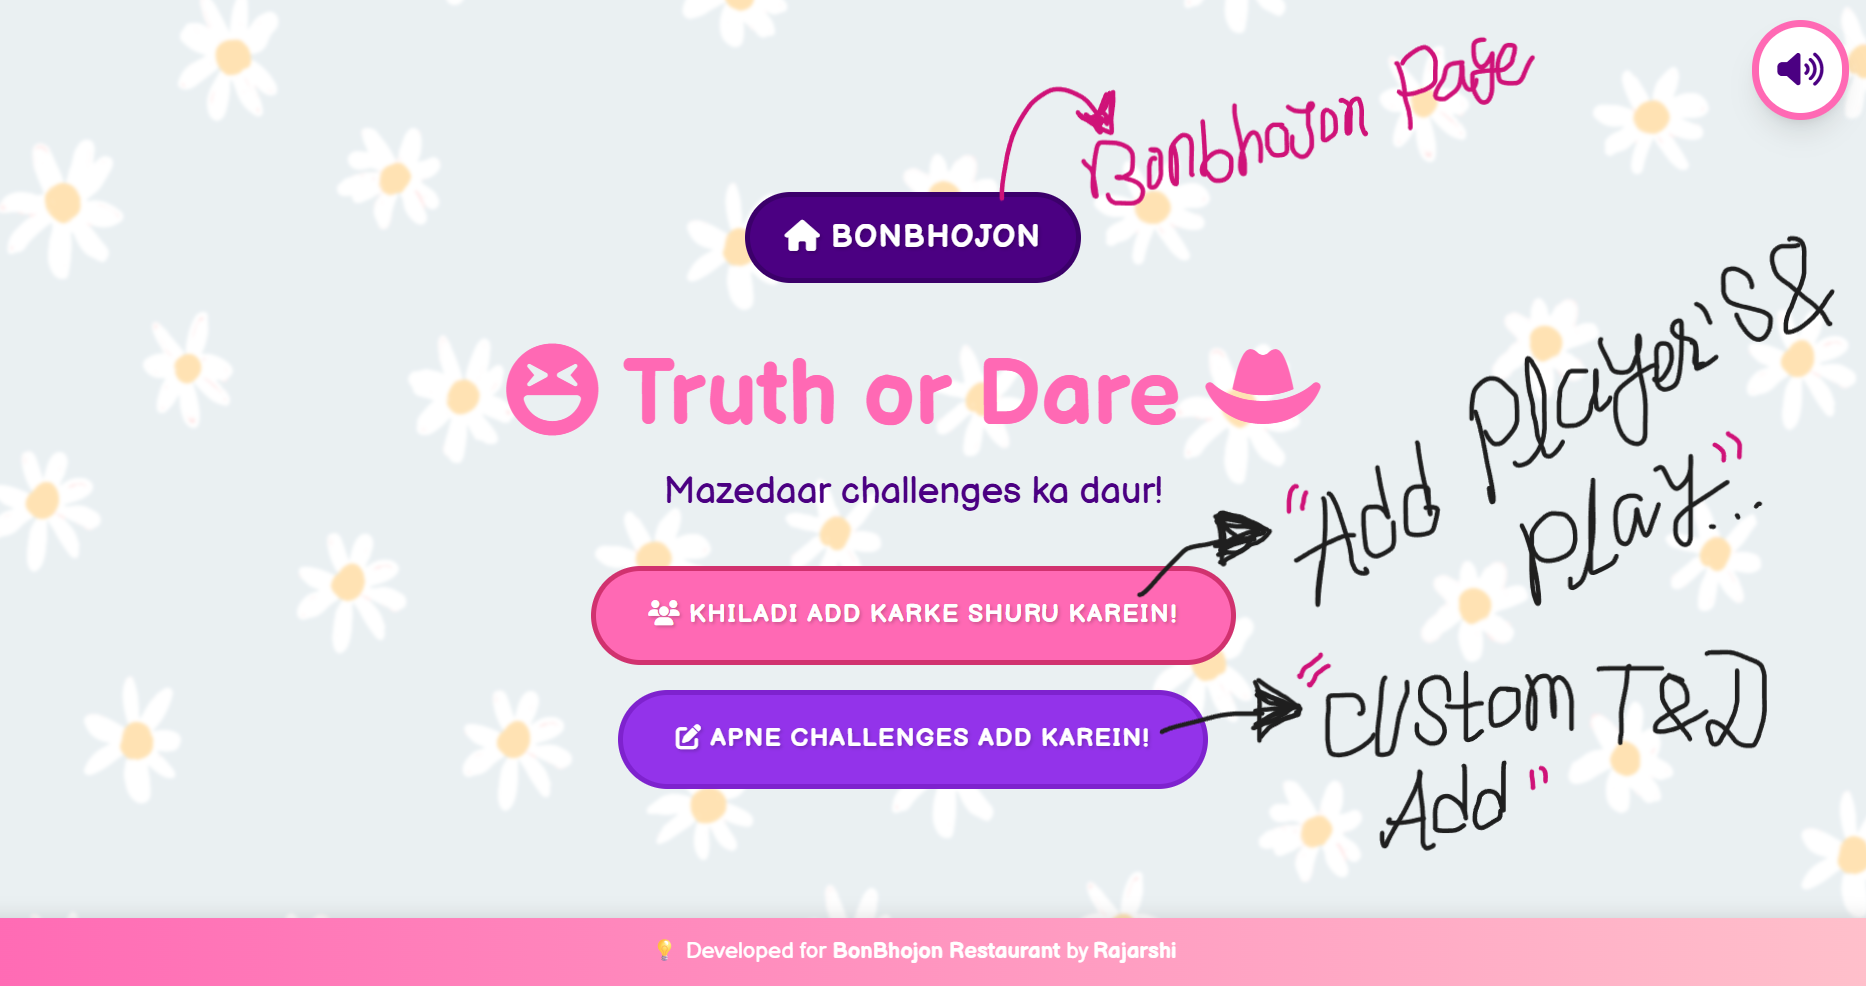 Bonbhojon Page
BONBHOJON
Truth or Dare
Mazedaar challenges ka daur!
"Add Player's &
Play"...
KHILADI ADD KARKE SHURU KAREIN!
APNE CHALLENGES ADD KAREIN!
"Custom T&D
Add"
💡 Developed for BonBhojon Restaurant by Rajarshi